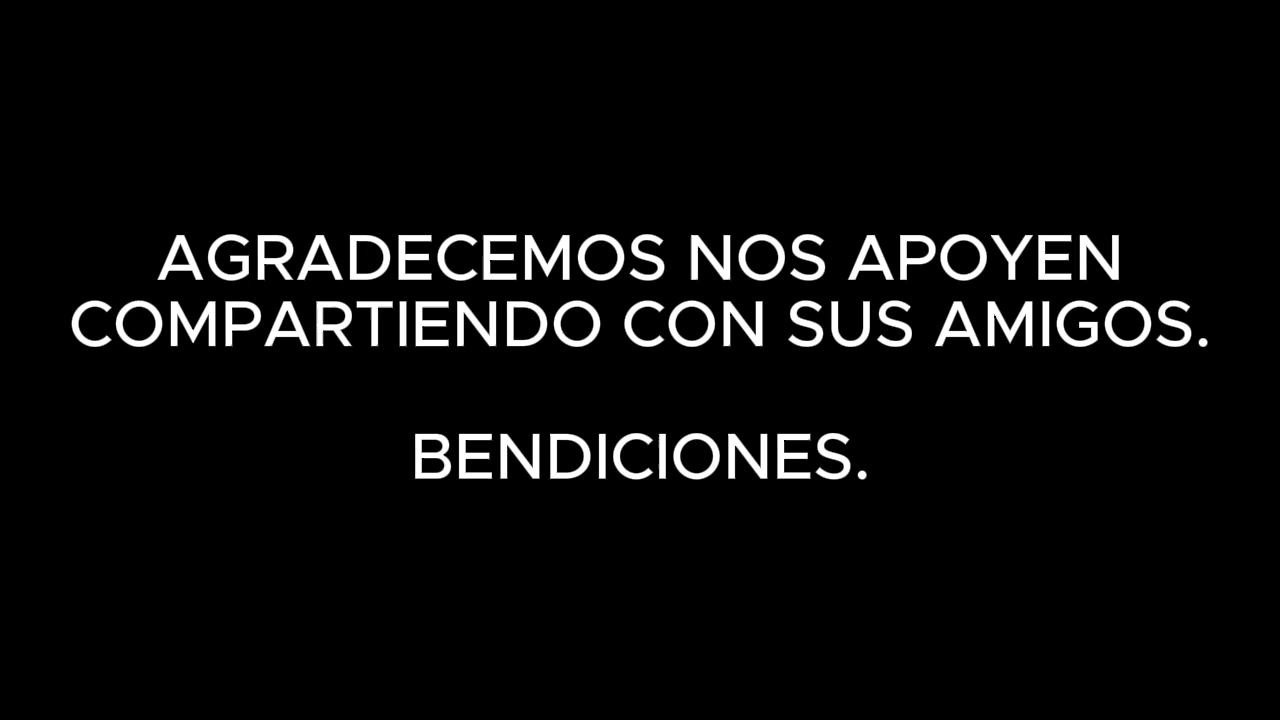 AGRADECEMOS NOS APOYEN
COMPARTIENDO CON SUS AMIGOS.
BENDICIONES.